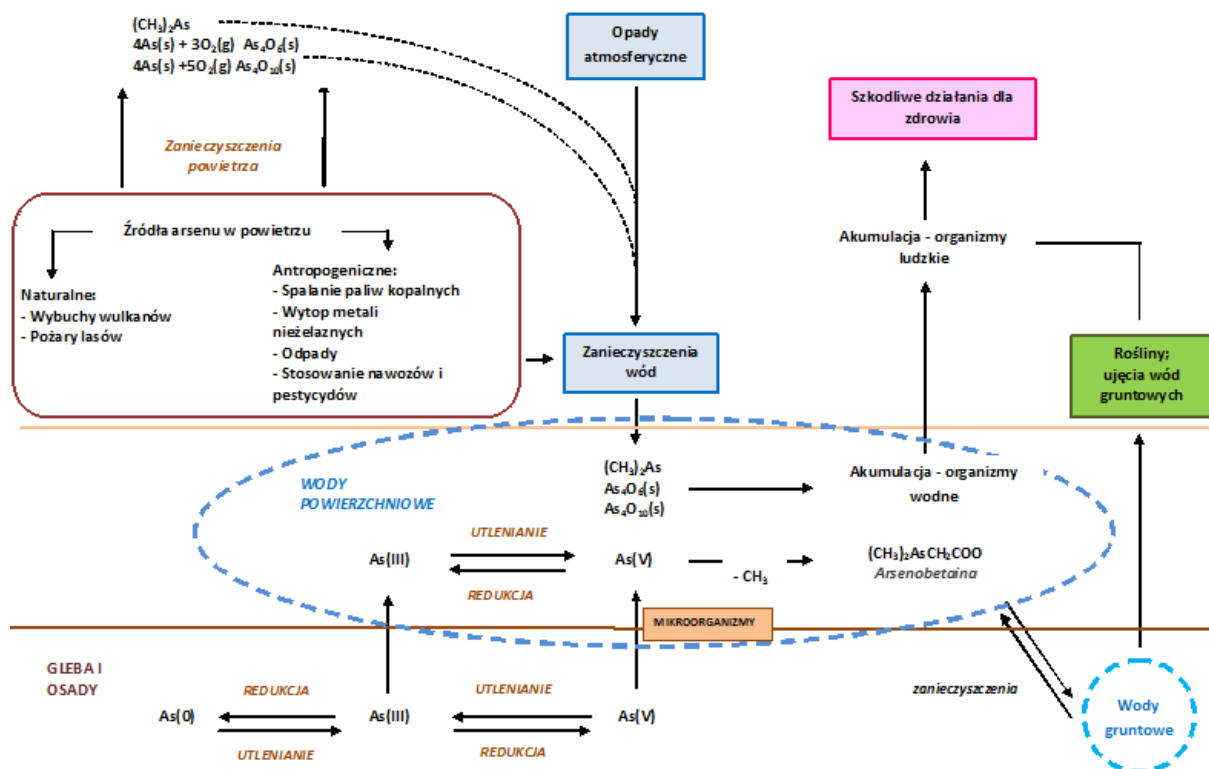 (CH₃)₂As
4As(s) + 3O₂(g) As₄O₆(s)
4As(s) +5O₂(g) As₄O₁₀(s)
Opady
atmosferyczne
Szkodliwe działania dla
zdrowia
Zanieczyszczenia
powietrza
Źródła arsenu w powietrzu
Naturalne:
- Wybuchy wulkanów
- Pożary lasów
Antropogeniczne:
- Spalanie paliw kopalnych
- Wytop metali
nieżelaznych
- Odpady
- Stosowanie nawozów i
pestycydów
Akumulacja - organizmy
ludzkie
Zanieczyszczenia
wód
Rośliny;
ujęcia wód
gruntowych
WODY
POWIERZCHNIOWE
(CH₃)₂As
As₄O₆(s)
As₄O₁₀(s)
Akumulacja - organizmy
wodne
UTLENIANIE
As(III)
As(V)
REDUKCJA
- CH₃
(CH₃)₂AsCH₂COO
Arsenobetaina
MIKROORGANIZMY
GLEBA I
OSADY
REDUKCJA
UTLENIANIE
As(0)
As(III)
As(V)
UTLENIANIE
REDUKCJA
zanieczyszczenia
Wody
gruntowe